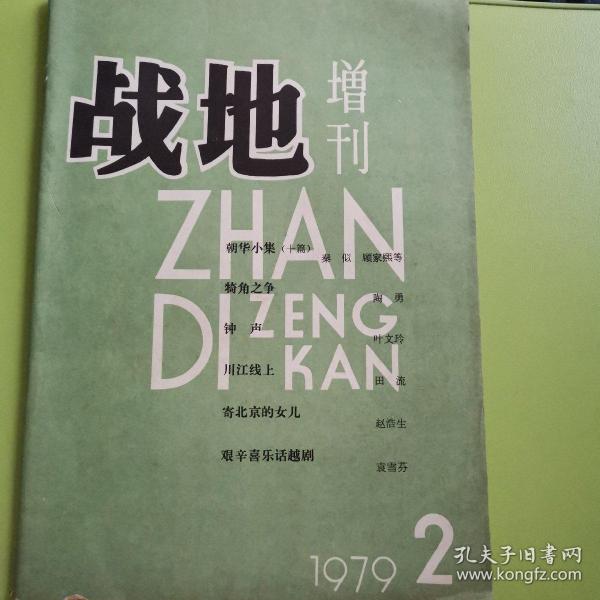 战地
增刊
ZHAN
DI ZENG
KAN
朝华小集（十篇） 秦似 顾家熙等
犄角之争 陶勇
钟声 叶文玲
川江线上 田流
寄北京的女儿 赵浩生
艰辛喜乐话越剧 袁雪芬
1979 2
孔夫子旧书网
www.kongfz.com